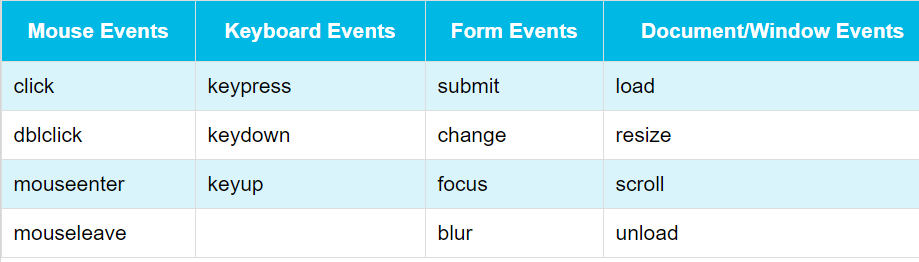 Mouse Events Keyboard Events Form Events Document/Window Events
click keypress submit load
dblclick keydown change resize
mouseenter keyup focus scroll
mouseleave blur unload